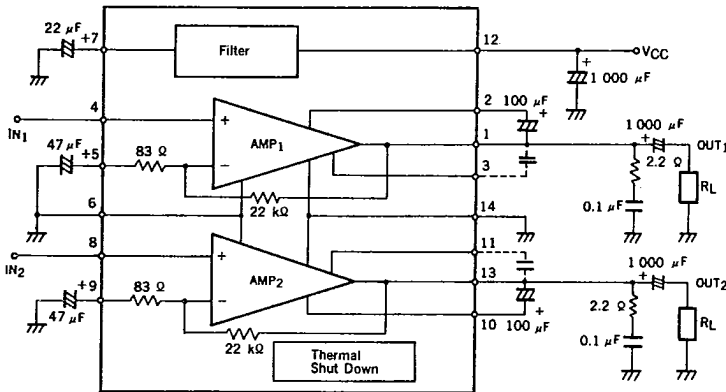 22 μF
+7
Filter
12
VCC
+
1 000 μF
4
IN1
+
AMP1
−
2
100 μF
+
1
3
1 000 μF
+
OUT1
2.2 Ω
RL
0.1 μF
47 μF
+5
83 Ω
22 kΩ
6
14
8
IN2
+
AMP2
−
11
13
+
10
100 μF
1 000 μF
+
OUT2
2.2 Ω
RL
0.1 μF
+9
47 μF
83 Ω
22 kΩ
Thermal
Shut Down